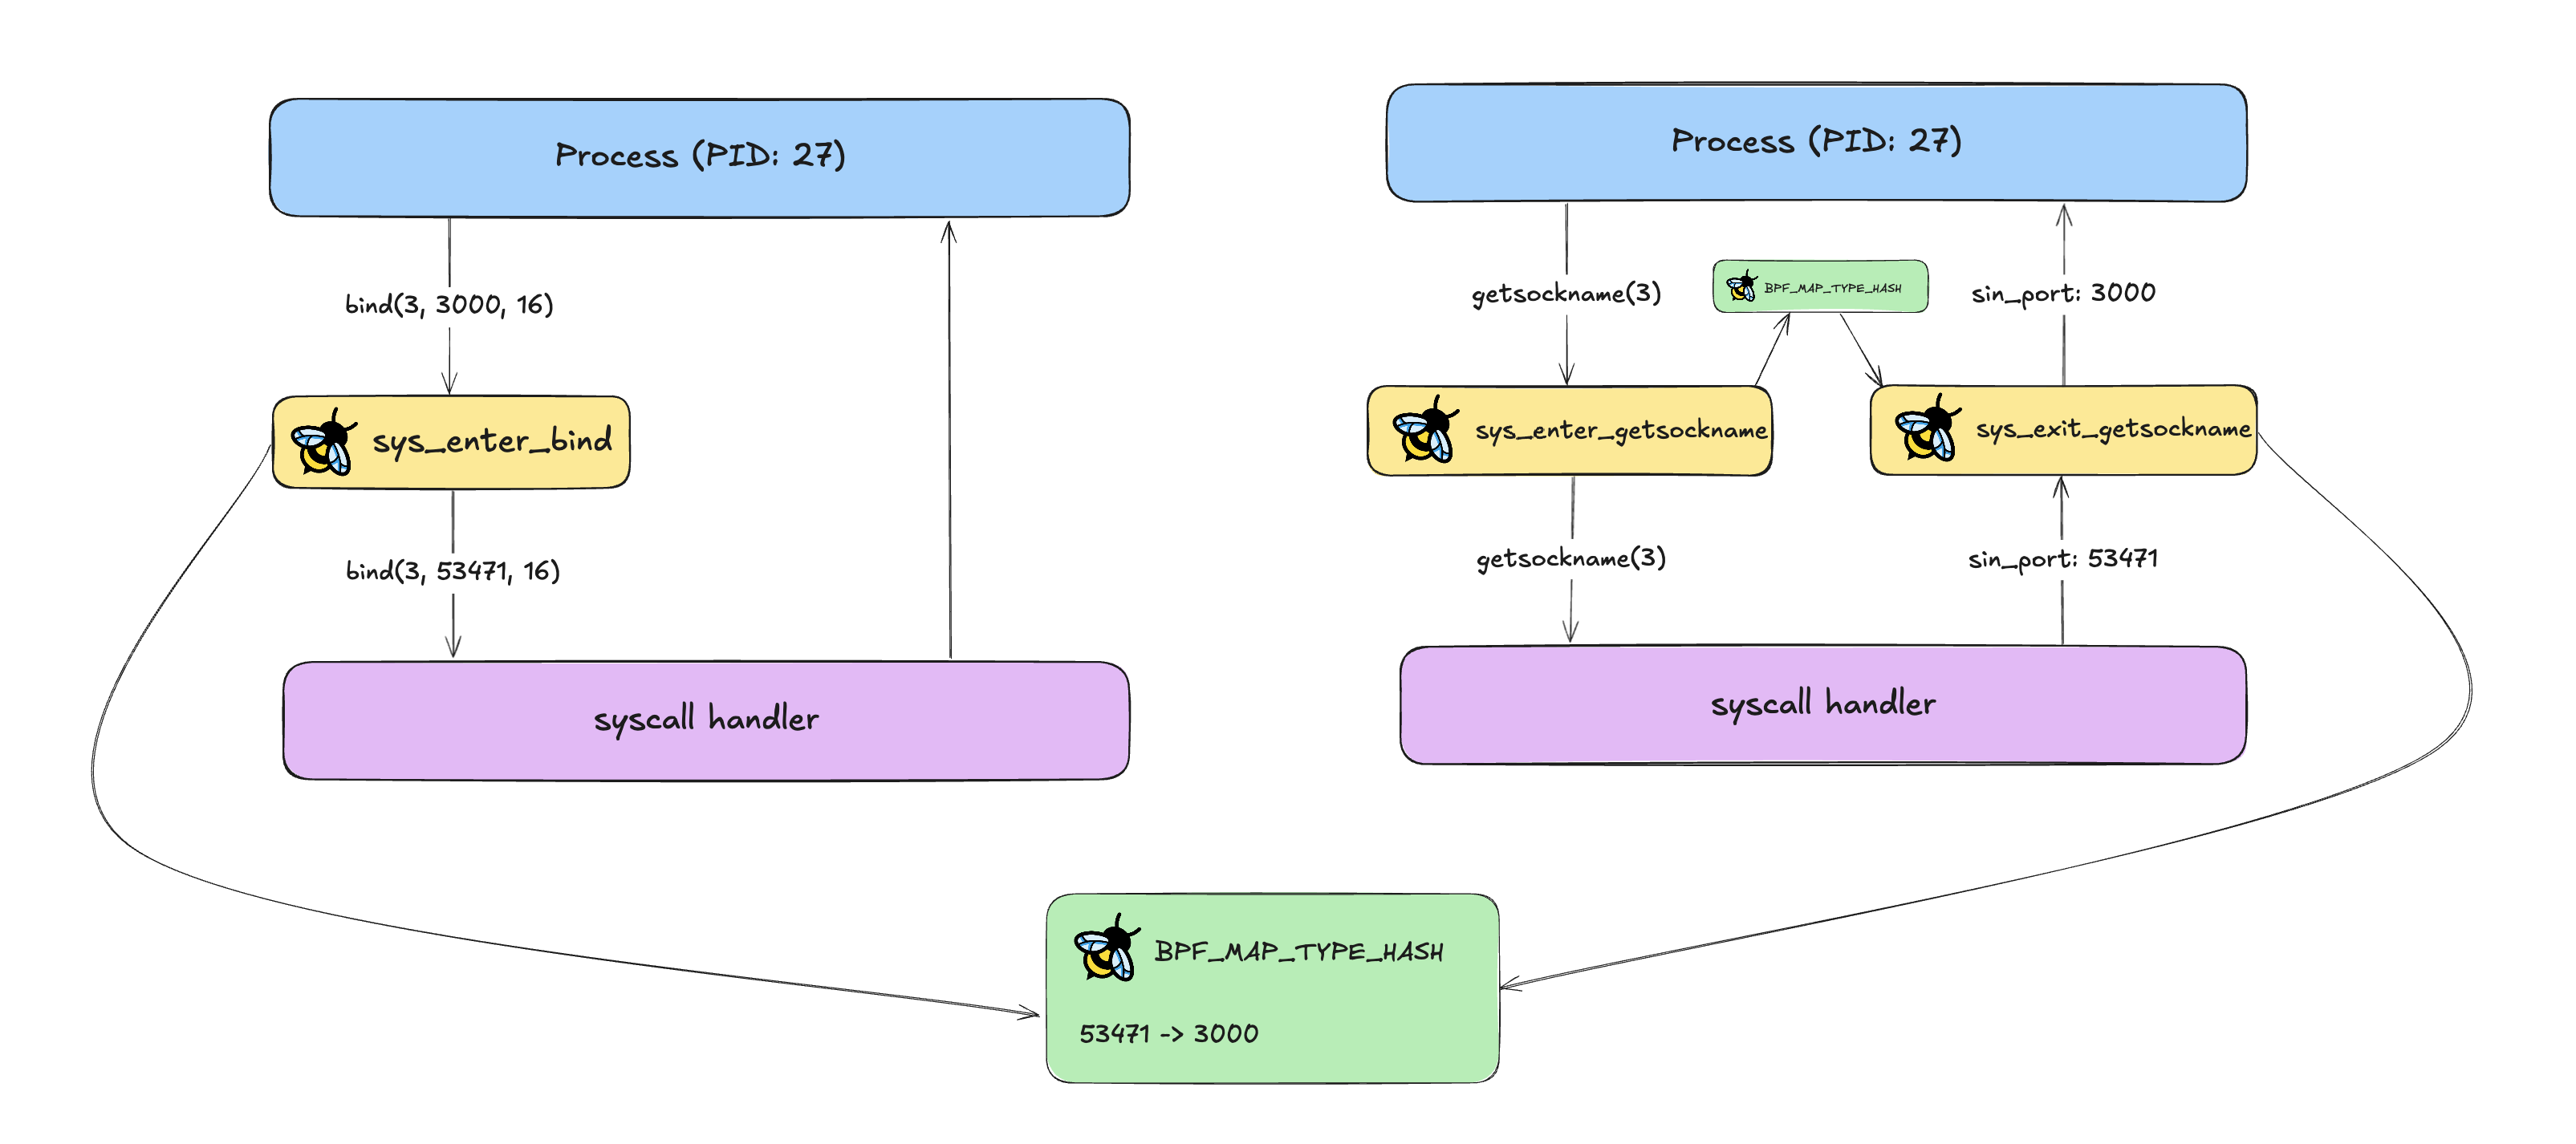 Process (PID: 27)
bind(3, 3000, 16)
sys_enter_bind
bind(3, 53471, 16)
syscall handler
Process (PID: 27)
getsockname(3)
BPF_MAP_TYPE_HASH
sin_port: 3000
sys_enter_getsockname
sys_exit_getsockname
getsockname(3)
sin_port: 53471
syscall handler
BPF_MAP_TYPE_HASH
53471 -> 3000